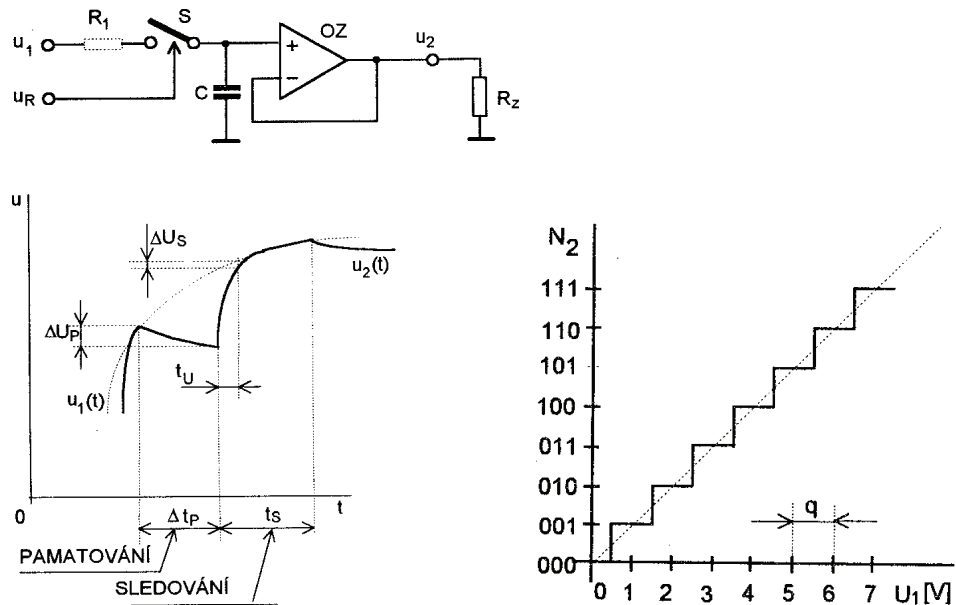 R1
S
OZ
u1
u2
uR
C
+
−
Rz
u
ΔUS
u2(t)
ΔUP
tU
u1(t)
0
ΔtP
tS
t
PAMATOVÁNÍ
SLEDOVÁNÍ
N2
111
110
101
100
011
010
001
000
q
0 1 2 3 4 5 6 7 U1[V]